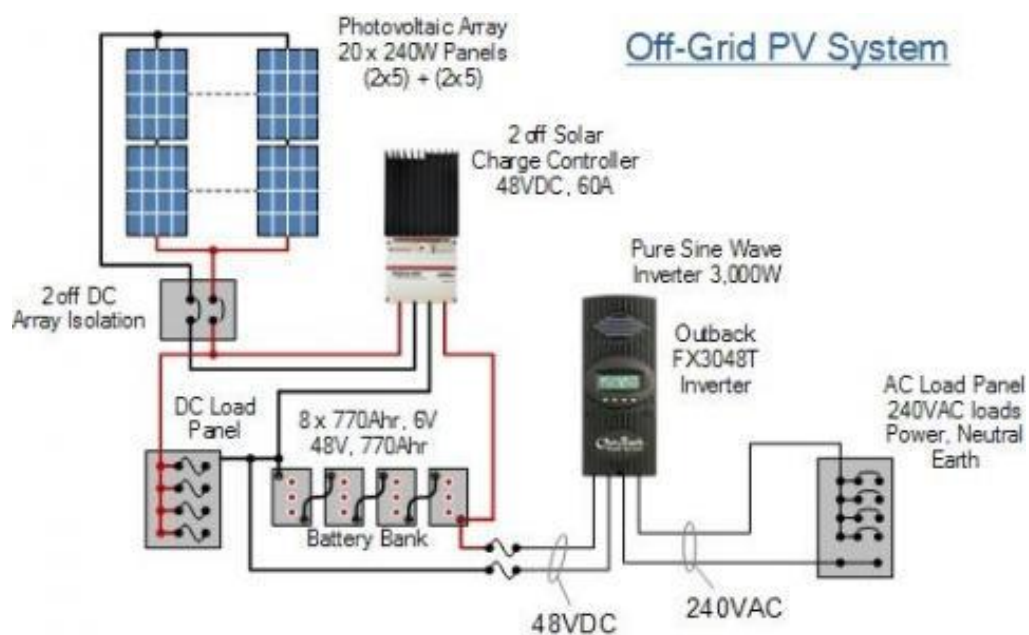 Photovoltaic Array
20 x 240W Panels
(2x5) + (2x5)
Off-Grid PV System
2 off Solar
Charge Controller
48VDC, 60A
Pure Sine Wave
Inverter 3,000W
2 off DC
Array Isolation
Outback
FX3048T
Inverter
AC Load Panel
240VAC loads
Power, Neutral
Earth
DC Load
Panel
8 x 770Ahr, 6V
48V, 770Ahr
Battery Bank
48VDC
240VAC